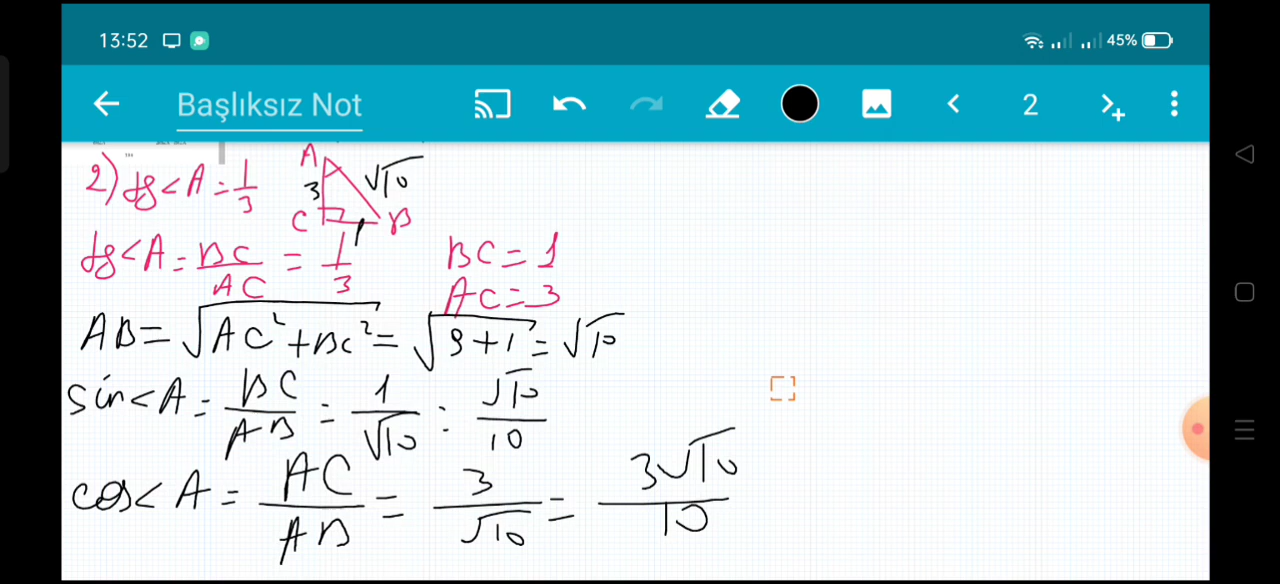 13:52 45%
Başlıksız Not 2
2) tg<A = 1/3 A 3 √10 C 1 B
tg<A = BC/AC = 1/3 BC = 1
AC = 3
AB = √AC²+BC² = √9+1² = √10
sin<A = BC/AB = 1/√10 = √10/10
cos<A = AC/AB = 3/√10 = 3√10/10